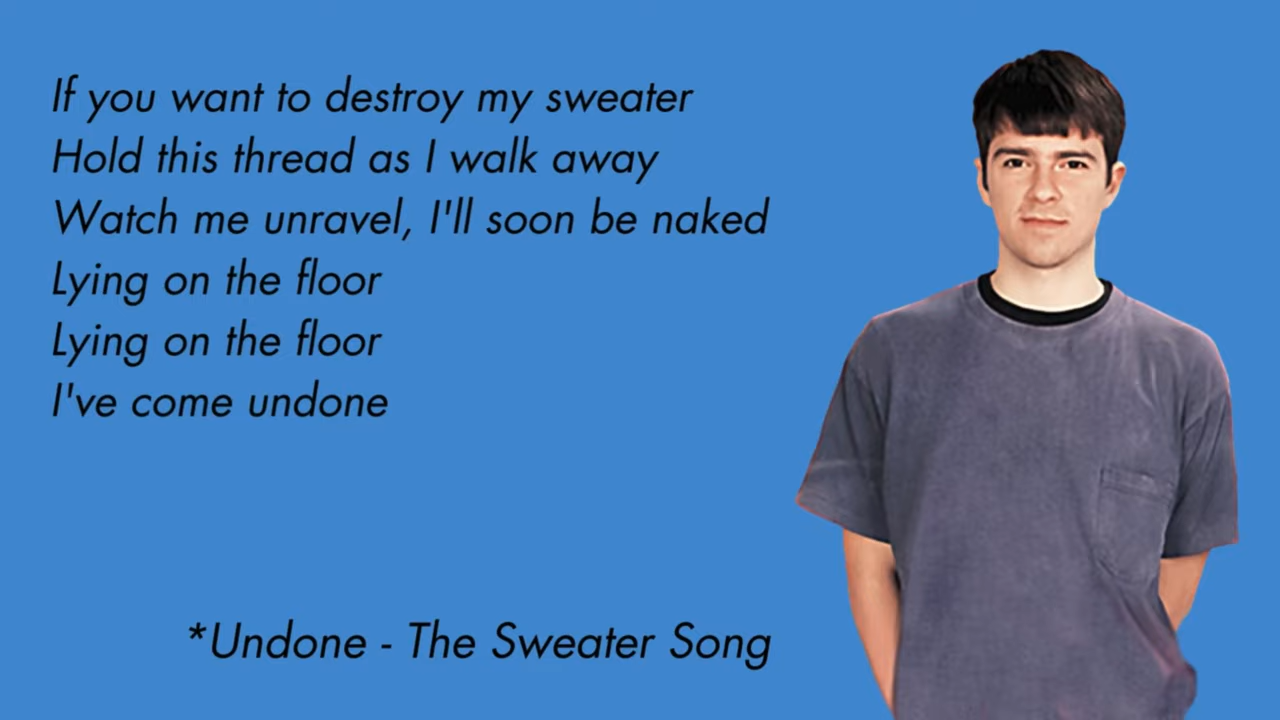 If you want to destroy my sweater
Hold this thread as I walk away
Watch me unravel, I'll soon be naked
Lying on the floor
Lying on the floor
I've come undone
*Undone - The Sweater Song